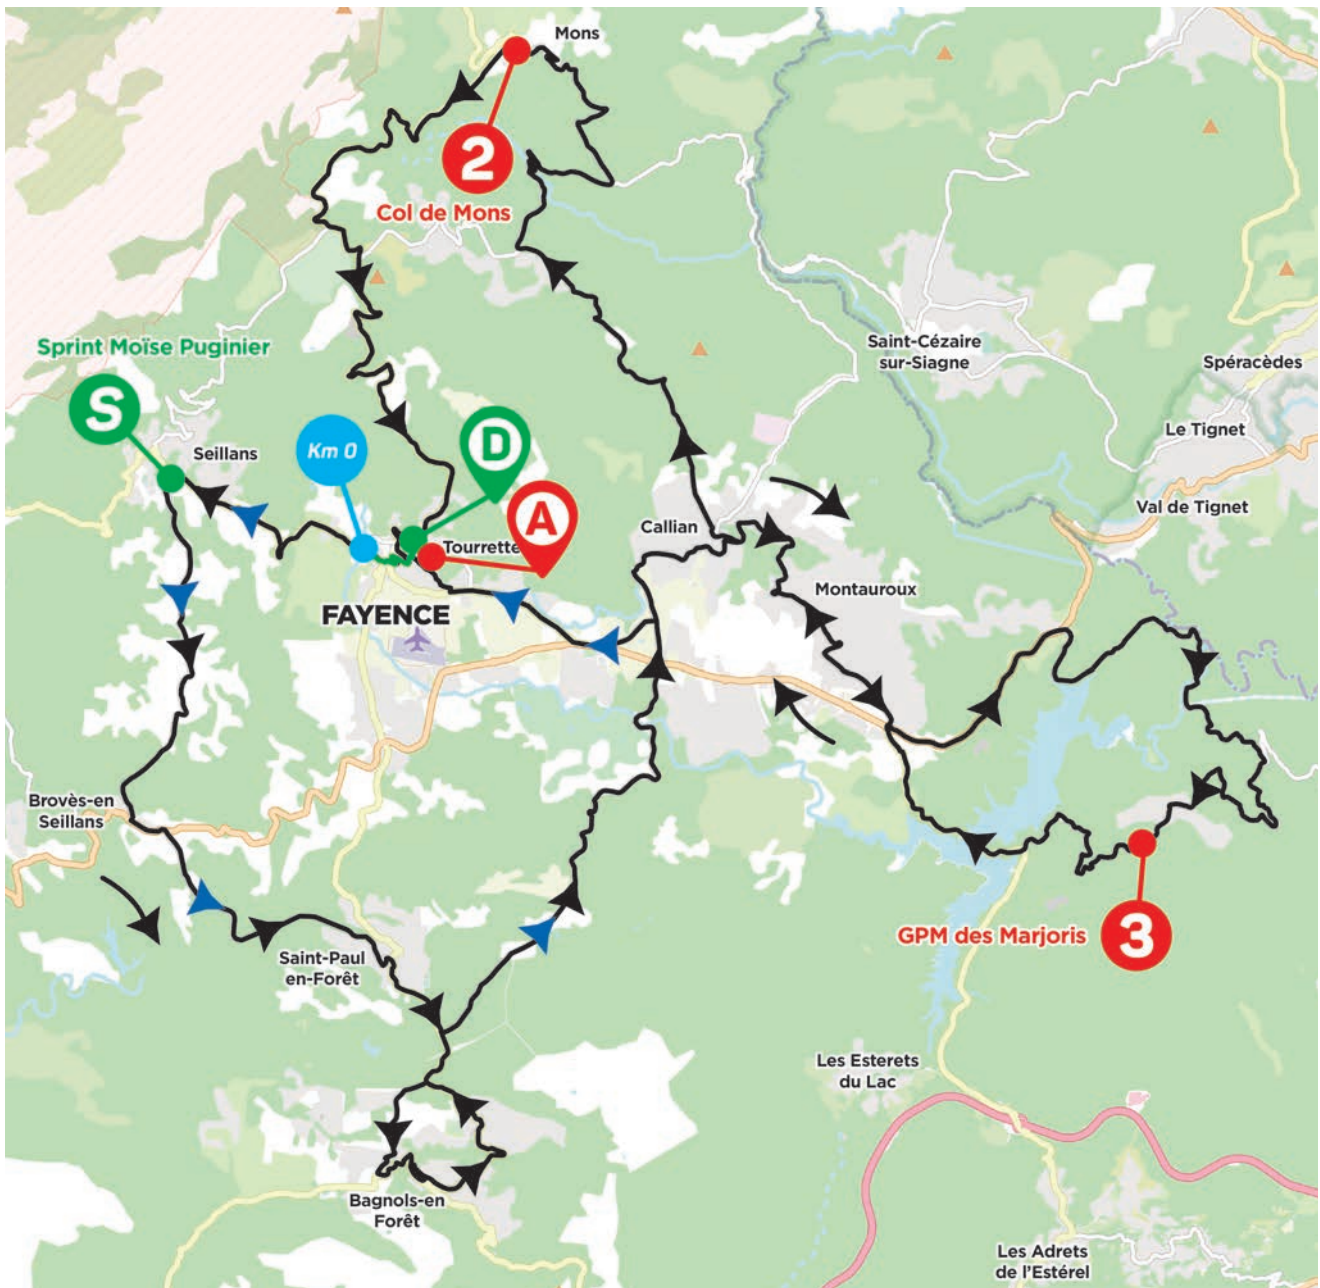 Mons
2
Col de Mons
Sprint Moïse Puginier
S
Seillans
Km 0
D
A
Tourrette
FAYENCE
Callian
Montauroux
Saint-Cézaire
sur-Siagne
Spéracèdes
Le Tignet
Val de Tignet
Brovès-en
Seillans
Saint-Paul
en-Forêt
GPM des Marjoris
3
Bagnols-en
Forêt
Les Esterets
du Lac
Les Adrets
de l'Estérel